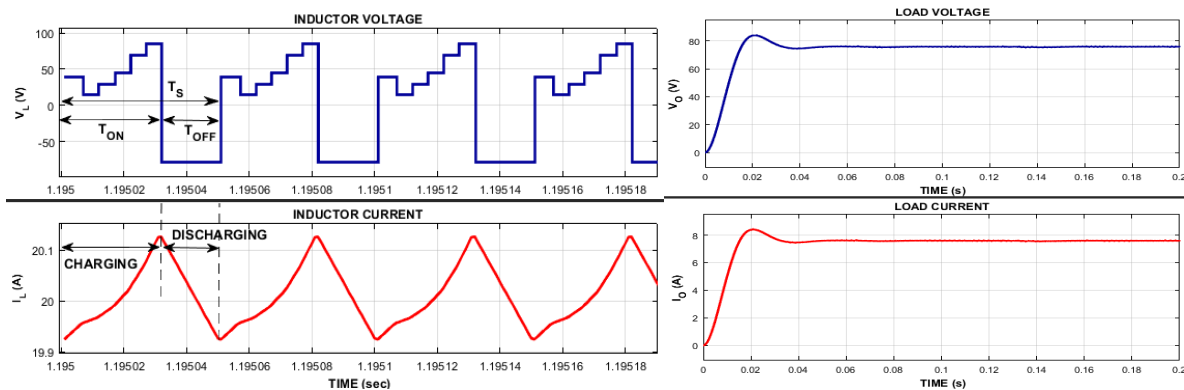 INDUCTOR VOLTAGE
100
50
0
-50
V_L (V)
T_S
T_ON
T_OFF
1.195 1.19502 1.19504 1.19506 1.19508 1.1951 1.19512 1.19514 1.19516 1.19518
INDUCTOR CURRENT
20.1
20
19.9
I_L (A)
DISCHARGING
CHARGING
1.195 1.19502 1.19504 1.19506 1.19508 1.1951 1.19512 1.19514 1.19516 1.19518
TIME (sec)
LOAD VOLTAGE
80
60
40
20
0
V_O (V)
0 0.02 0.04 0.06 0.08 0.1 0.12 0.14 0.16 0.18 0.2
TIME (s)
LOAD CURRENT
8
6
4
2
0
I_O (A)
0 0.02 0.04 0.06 0.08 0.1 0.12 0.14 0.16 0.18 0.2
TIME (s)